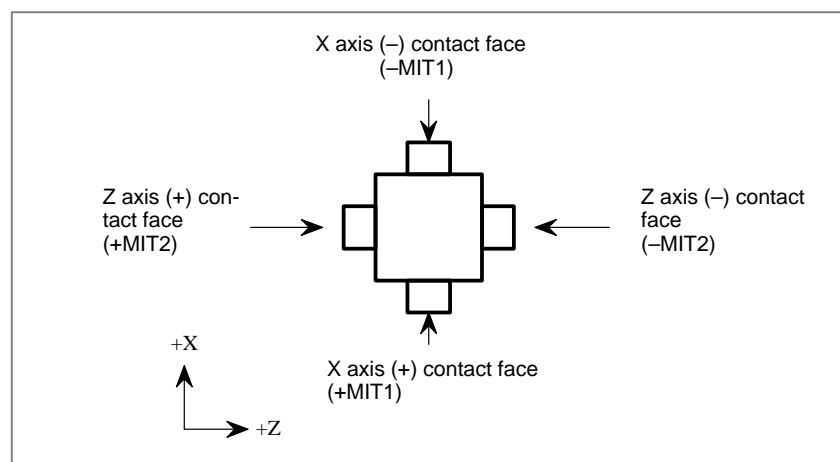 X axis (–) contact face
(–MIT1)
Z axis (+) con-
tact face
(+MIT2)
Z axis (–) contact
face
(–MIT2)
X axis (+) contact face
(+MIT1)
+X
+Z